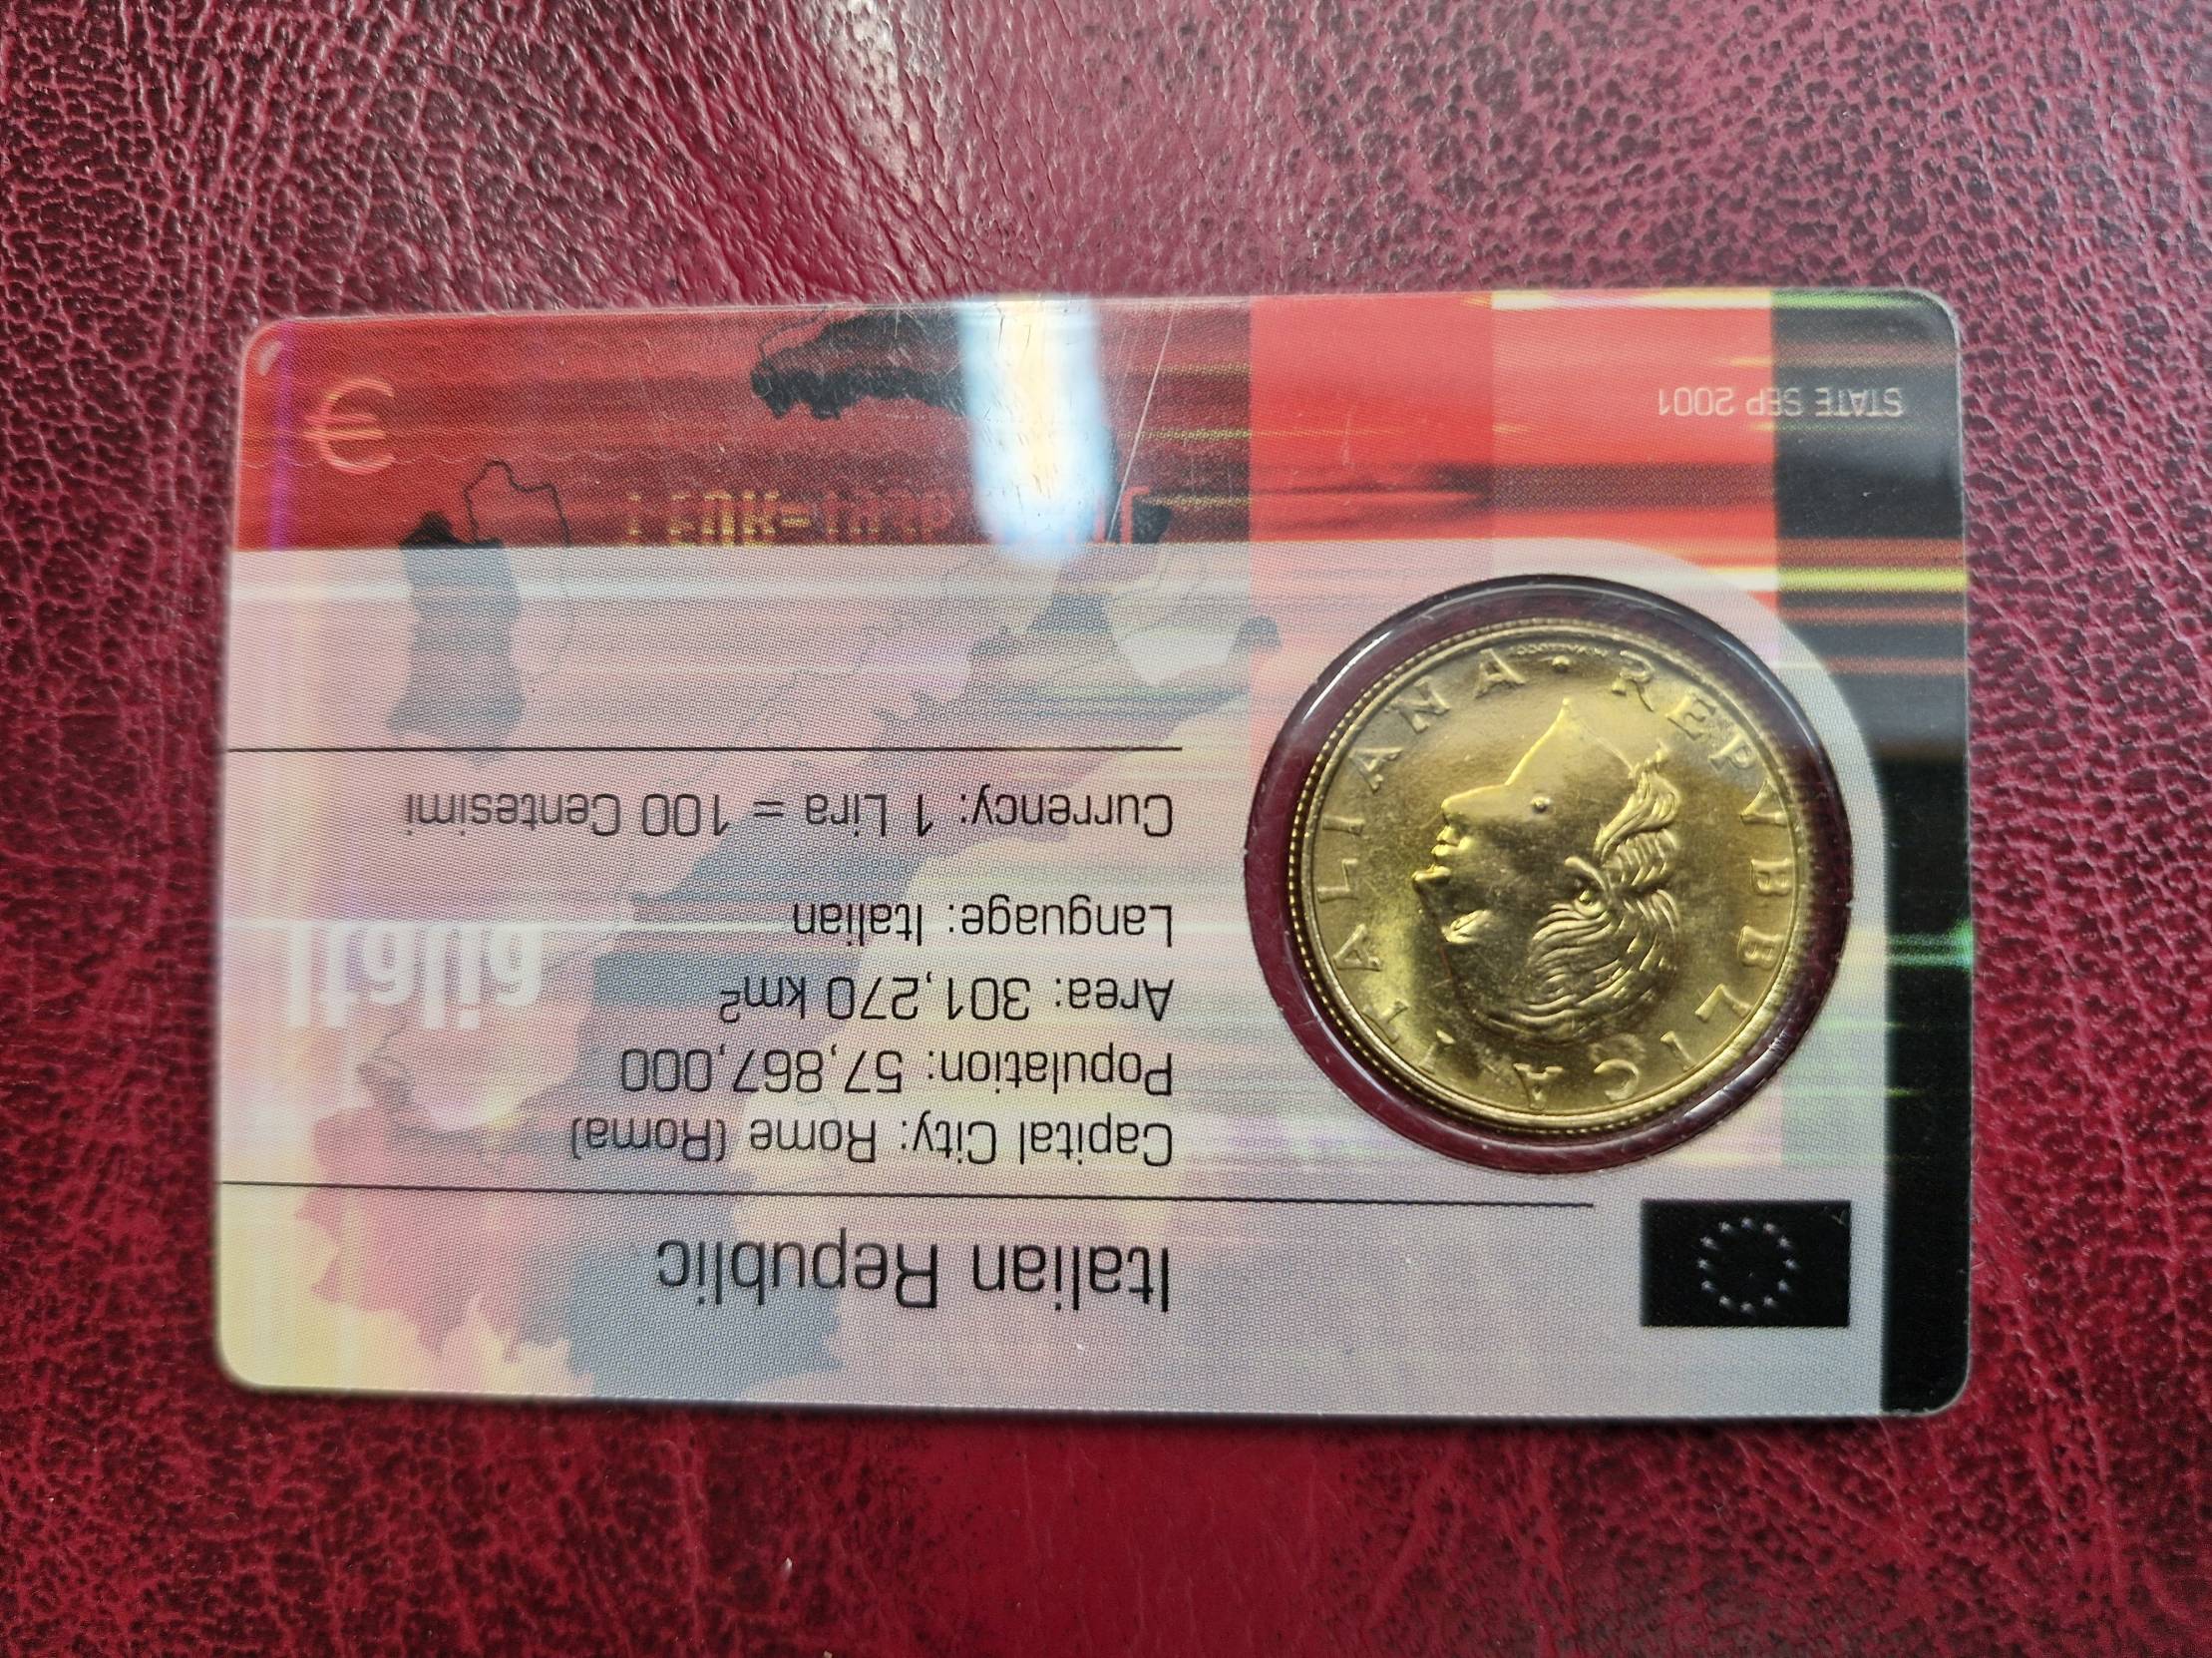 Italian Republic
Capital City: Rome (Roma)
Population: 57,867,000
Area: 301,270 km²
Language: Italian
Currency: 1 Lira = 100 Centesimi
Italia
REPVBBLICA ITALIANA
STATE SEP 2001
€